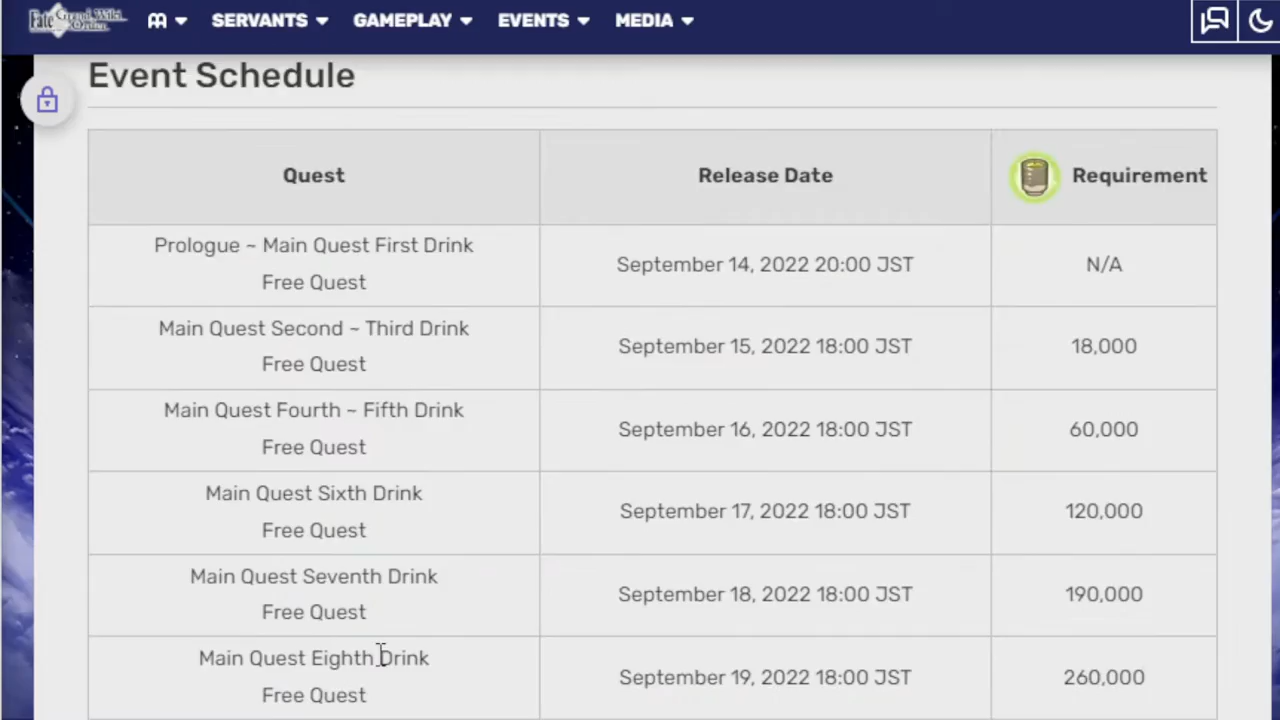 Fate Grand Order Wiki
SERVANTS
GAMEPLAY
EVENTS
MEDIA
Event Schedule
Quest
Release Date
Requirement
Prologue ~ Main Quest First Drink
Free Quest
September 14, 2022 20:00 JST
N/A
Main Quest Second ~ Third Drink
Free Quest
September 15, 2022 18:00 JST
18,000
Main Quest Fourth ~ Fifth Drink
Free Quest
September 16, 2022 18:00 JST
60,000
Main Quest Sixth Drink
Free Quest
September 17, 2022 18:00 JST
120,000
Main Quest Seventh Drink
Free Quest
September 18, 2022 18:00 JST
190,000
Main Quest Eighth Drink
Free Quest
September 19, 2022 18:00 JST
260,000